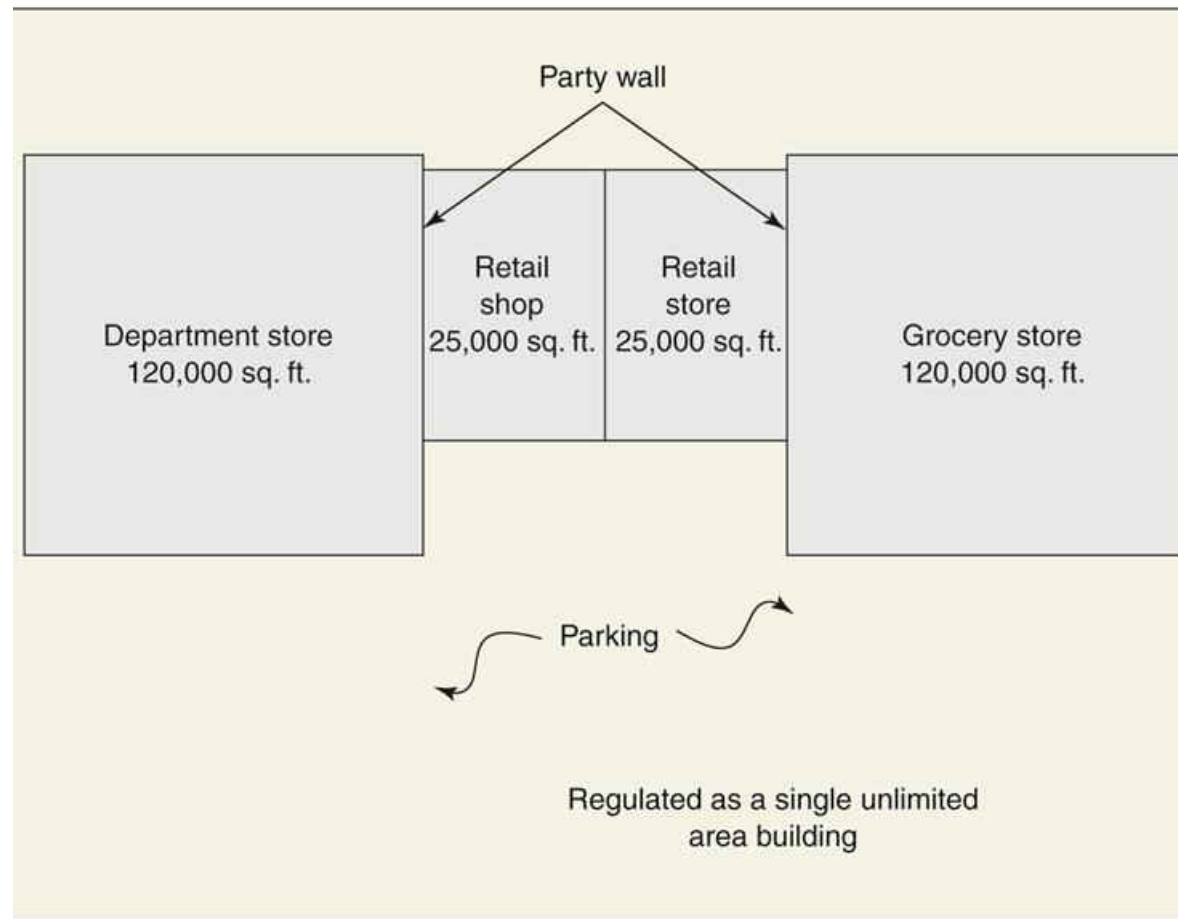 Party wall
Department store
120,000 sq. ft.
Retail
shop
25,000 sq. ft.
Retail
store
25,000 sq. ft.
Grocery store
120,000 sq. ft.
Parking
Regulated as a single unlimited
area building